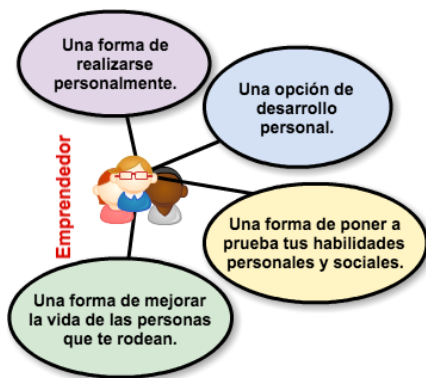 Una forma de
realizarse
personalmente.
Una opción de
desarrollo
personal.
Emprendedor
Una forma de poner a
prueba tus habilidades
personales y sociales.
Una forma de mejorar
la vida de las personas
que te rodean.